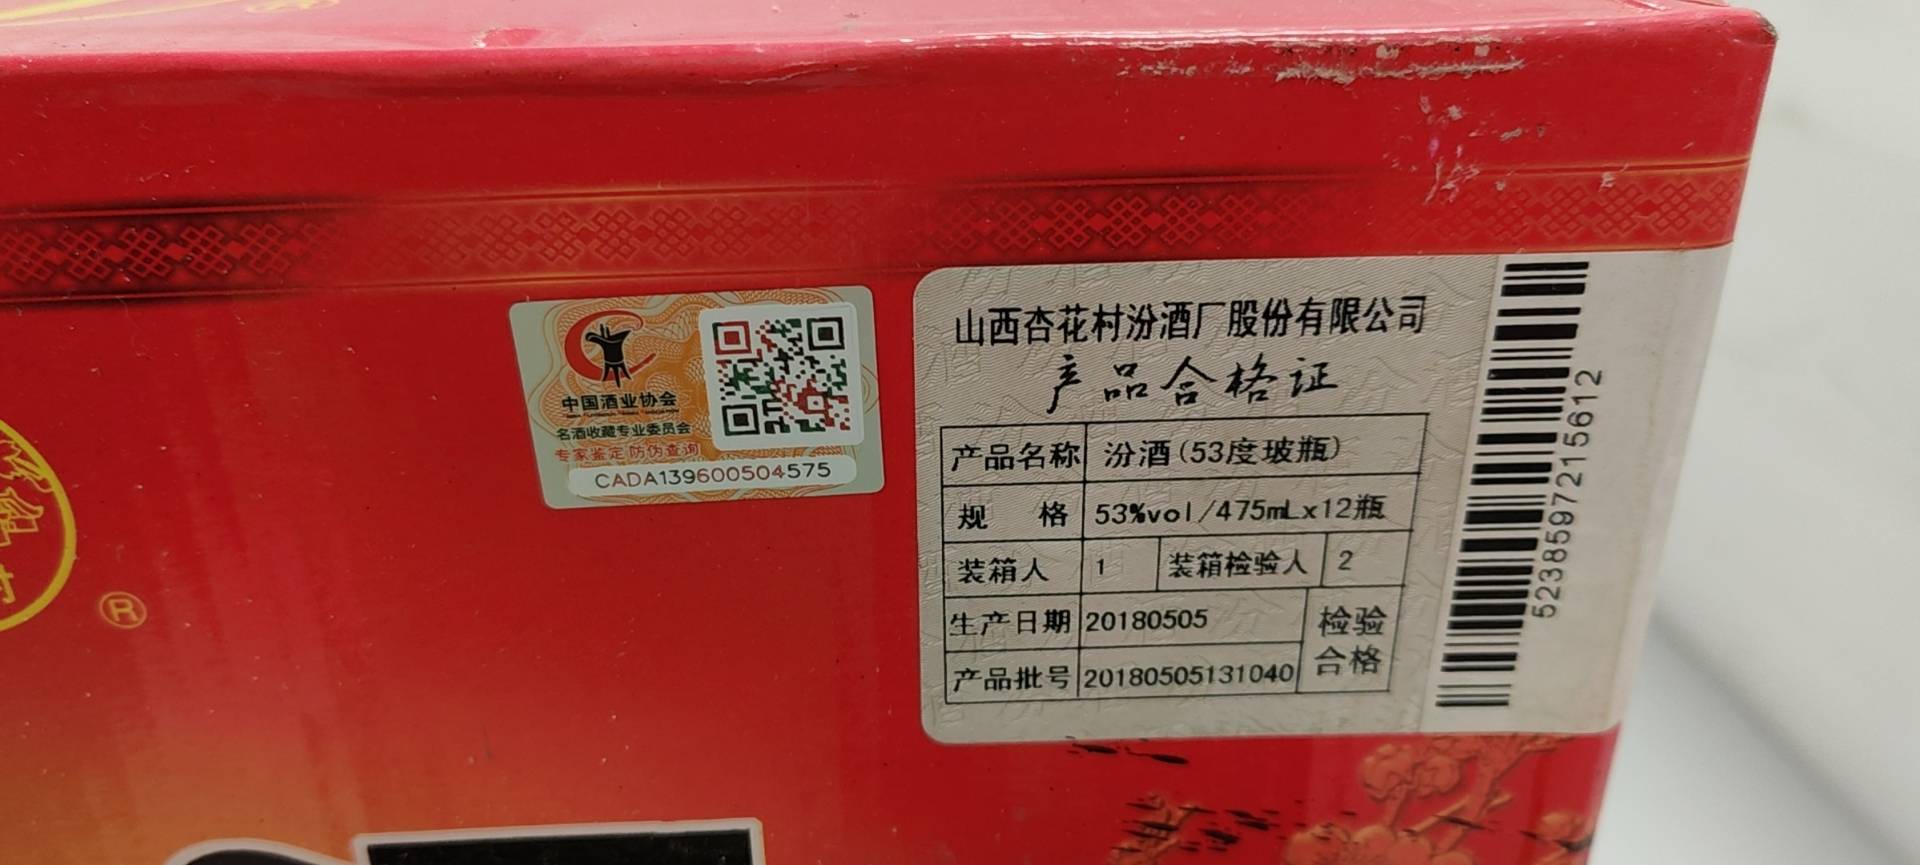 中国酒业协会
名酒收藏专业委员会
专家鉴定 防伪查询
CADA139600504575
®
山西杏花村汾酒厂股份有限公司
产品合格证
产品名称 汾酒(53度玻瓶)
规 格 53%vol/475mLx12瓶
装箱人 1 装箱检验人 2
生产日期 20180505
产品批号 20180505131040
检验
合格
523859721 5612